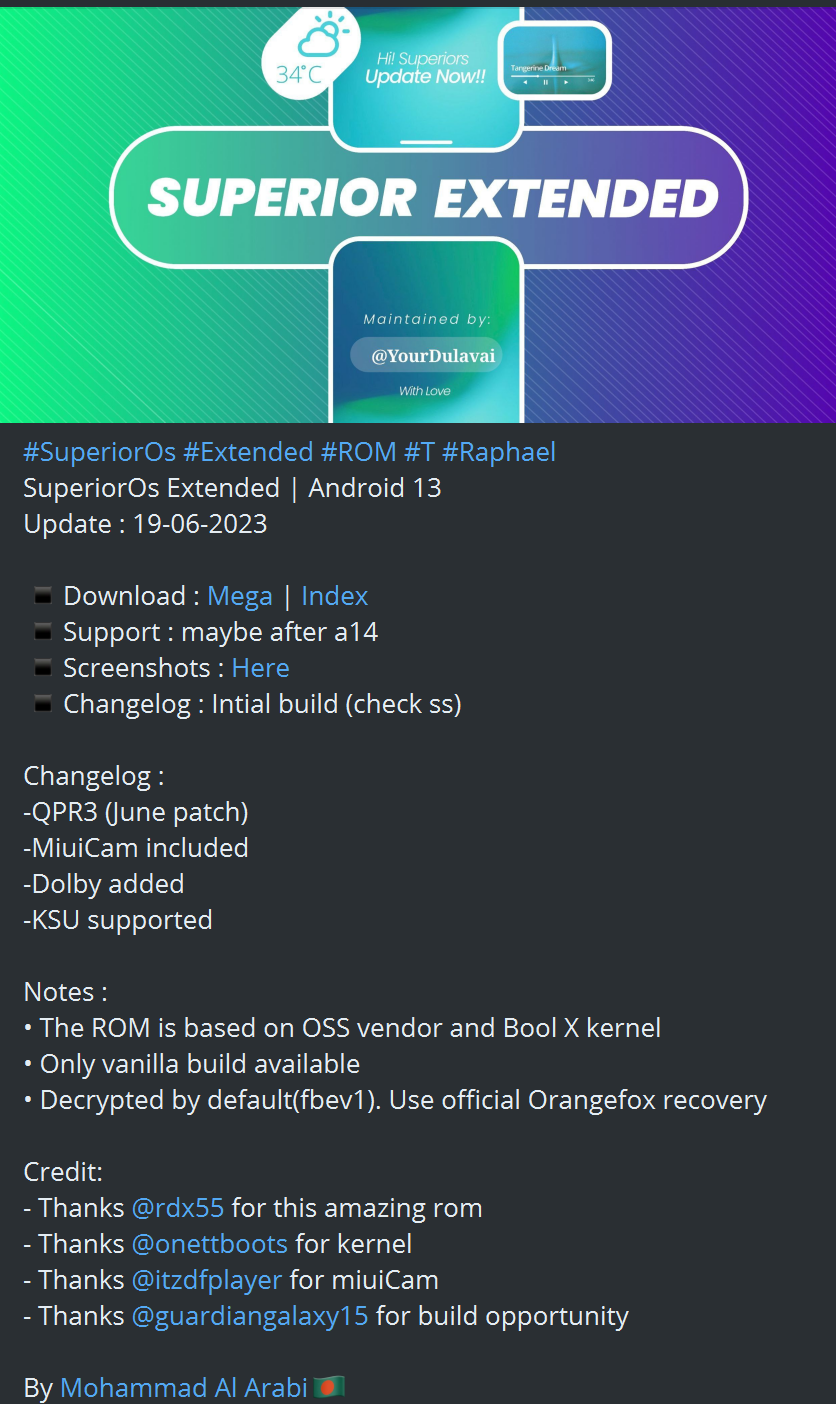 34°C
Hi! Superiors
Update Now!!
Tangerine Dream
SUPERIOR EXTENDED
Maintained by:
@YourDulavai
With Love
#SuperiorOs #Extended #ROM #T #Raphael
SuperiorOs Extended | Android 13
Update : 19-06-2023
◾ Download : Mega | Index
◾ Support : maybe after a14
◾ Screenshots : Here
◾ Changelog : Intial build (check ss)
Changelog :
-QPR3 (June patch)
-MiuiCam included
-Dolby added
-KSU supported
Notes :
• The ROM is based on OSS vendor and Bool X kernel
• Only vanilla build available
• Decrypted by default(fbev1). Use official Orangefox recovery
Credit:
- Thanks @rdx55 for this amazing rom
- Thanks @onettboots for kernel
- Thanks @itzdfplayer for miuiCam
- Thanks @guardiangalaxy15 for build opportunity
By Mohammad Al Arabi 🇧🇩